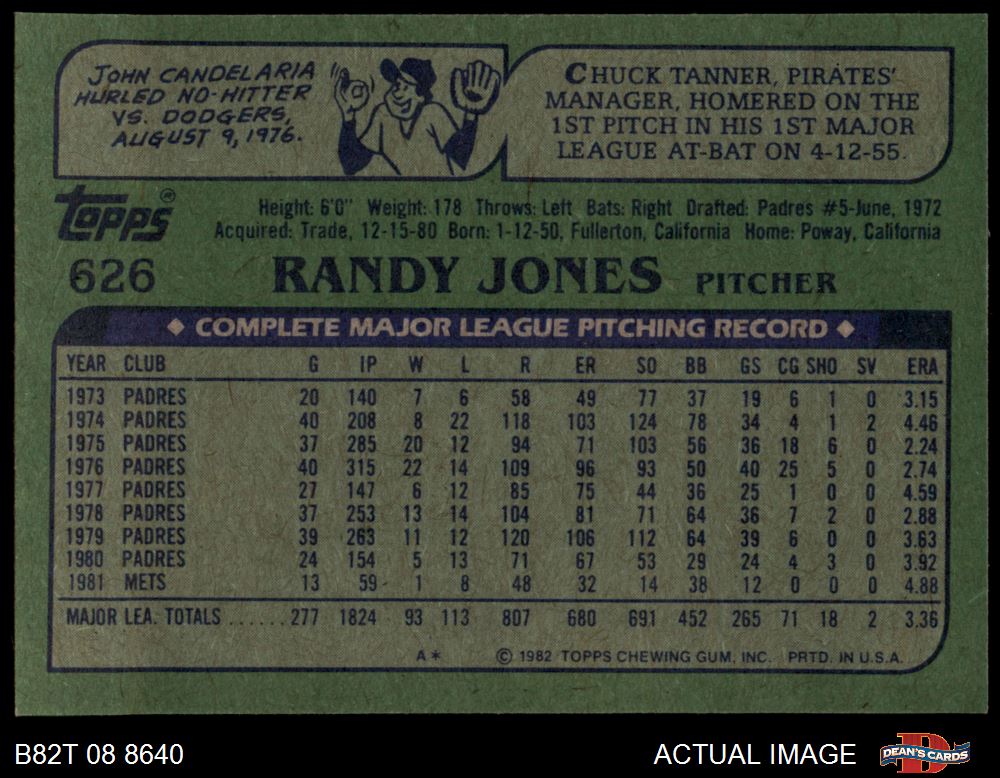 JOHN CANDELARIA
HURLED NO-HITTER
VS. DODGERS,
AUGUST 9, 1976.
CHUCK TANNER, PIRATES'
MANAGER, HOMERED ON THE
1ST PITCH IN HIS 1ST MAJOR
LEAGUE AT-BAT ON 4-12-55.
Topps®
Height: 6'0" Weight: 178 Throws: Left Bats: Right Drafted: Padres #5-June, 1972
Acquired: Trade, 12-15-80 Born: 1-12-50, Fullerton, California Home: Poway, California
626 RANDY JONES PITCHER
◆ COMPLETE MAJOR LEAGUE PITCHING RECORD ◆
YEAR CLUB G IP W L R ER SO BB GS CG SHO SV ERA
1973 PADRES 20 140 7 6 58 49 77 37 19 6 1 0 3.15
1974 PADRES 40 208 8 22 118 103 124 78 34 4 1 2 4.46
1975 PADRES 37 285 20 12 94 71 103 56 36 18 6 0 2.24
1976 PADRES 40 315 22 14 109 96 93 50 40 25 5 0 2.74
1977 PADRES 27 147 6 12 85 75 44 36 25 1 0 0 4.59
1978 PADRES 37 253 13 14 104 81 71 64 36 7 2 0 2.88
1979 PADRES 39 263 11 12 120 106 112 64 39 6 0 0 3.63
1980 PADRES 24 154 5 13 71 67 53 29 24 4 3 0 3.92
1981 METS 13 59 1 8 48 32 14 38 12 0 0 0 4.88
MAJOR LEA. TOTALS ...... 277 1824 93 113 807 680 691 452 265 71 18 2 3.36
A* © 1982 TOPPS CHEWING GUM, INC. PRTD. IN U.S.A.
B82T 08 8640 ACTUAL IMAGE DEAN'S CARDS